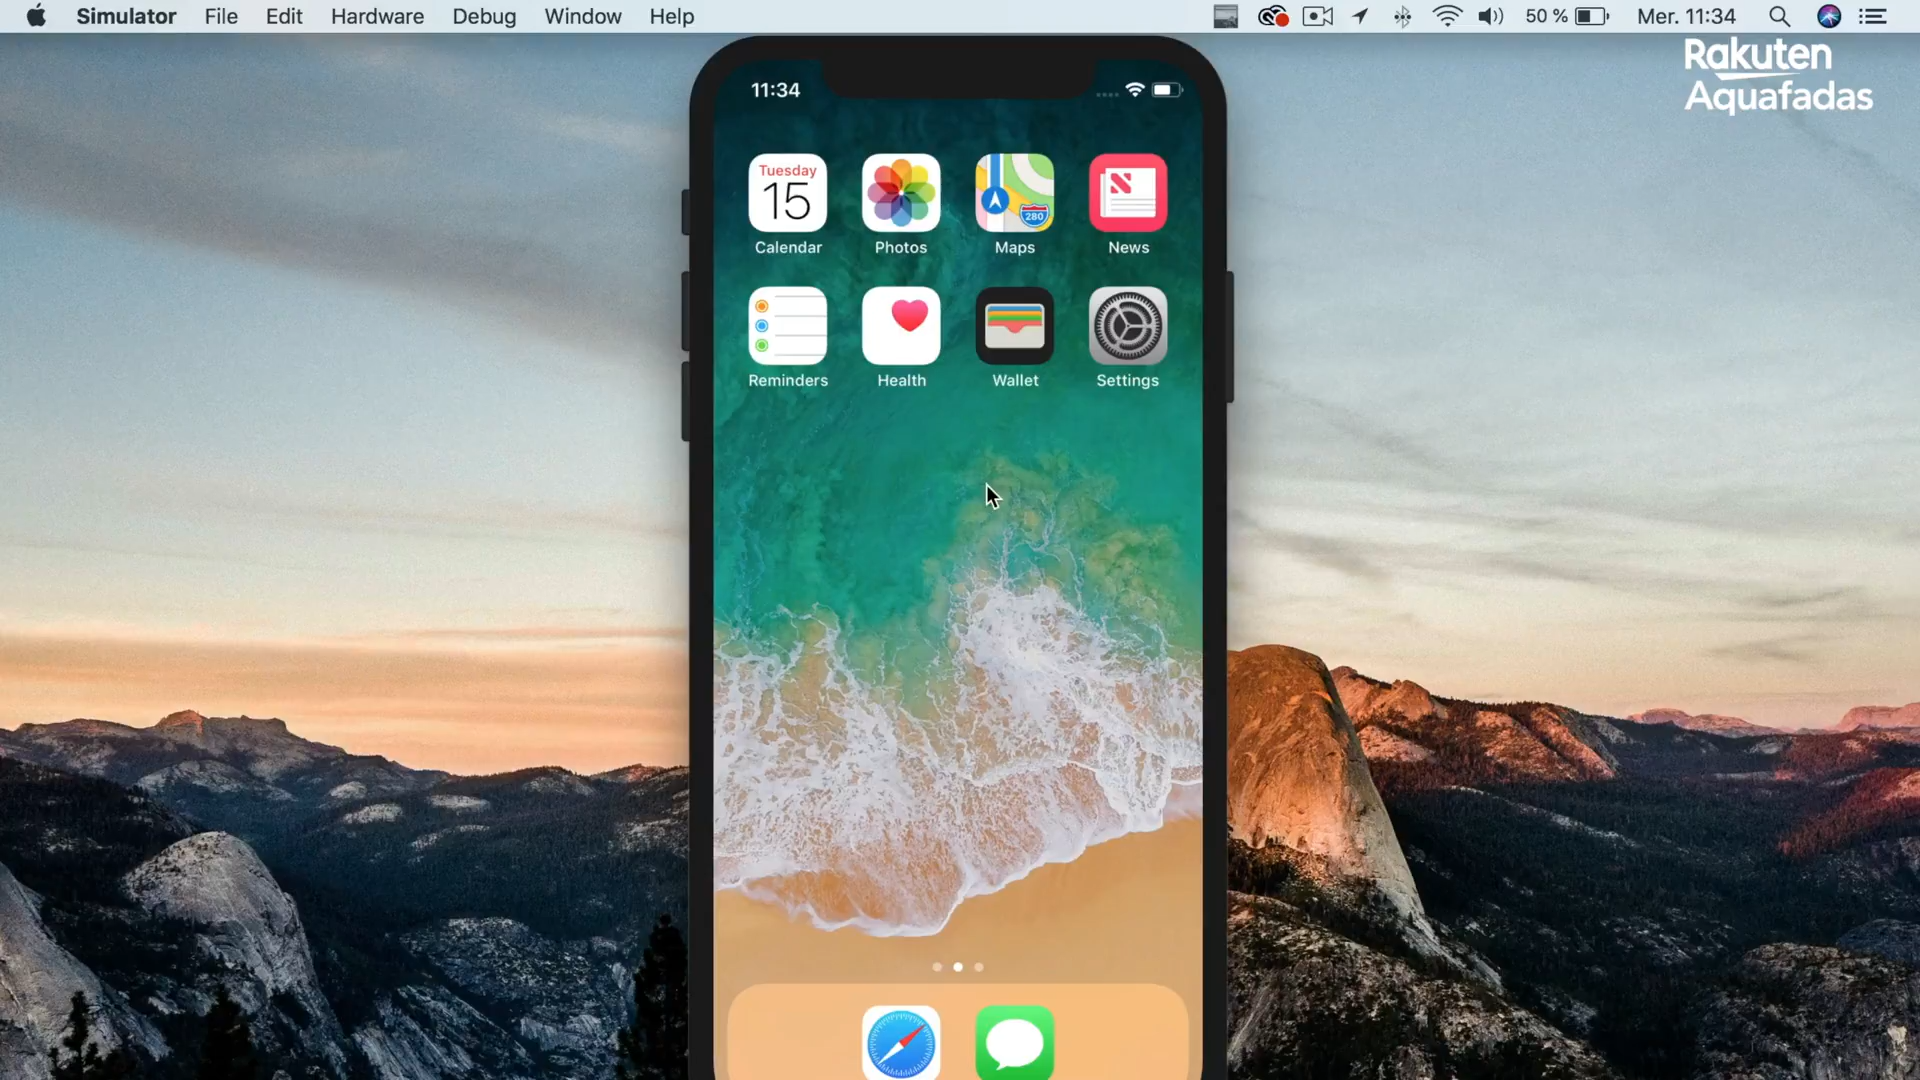 Simulator File Edit Hardware Debug Window Help 50 % Mer. 11:34
Rakuten
Aquafadas
11:34
Tuesday
15
280
Calendar Photos Maps News
Reminders Health Wallet Settings